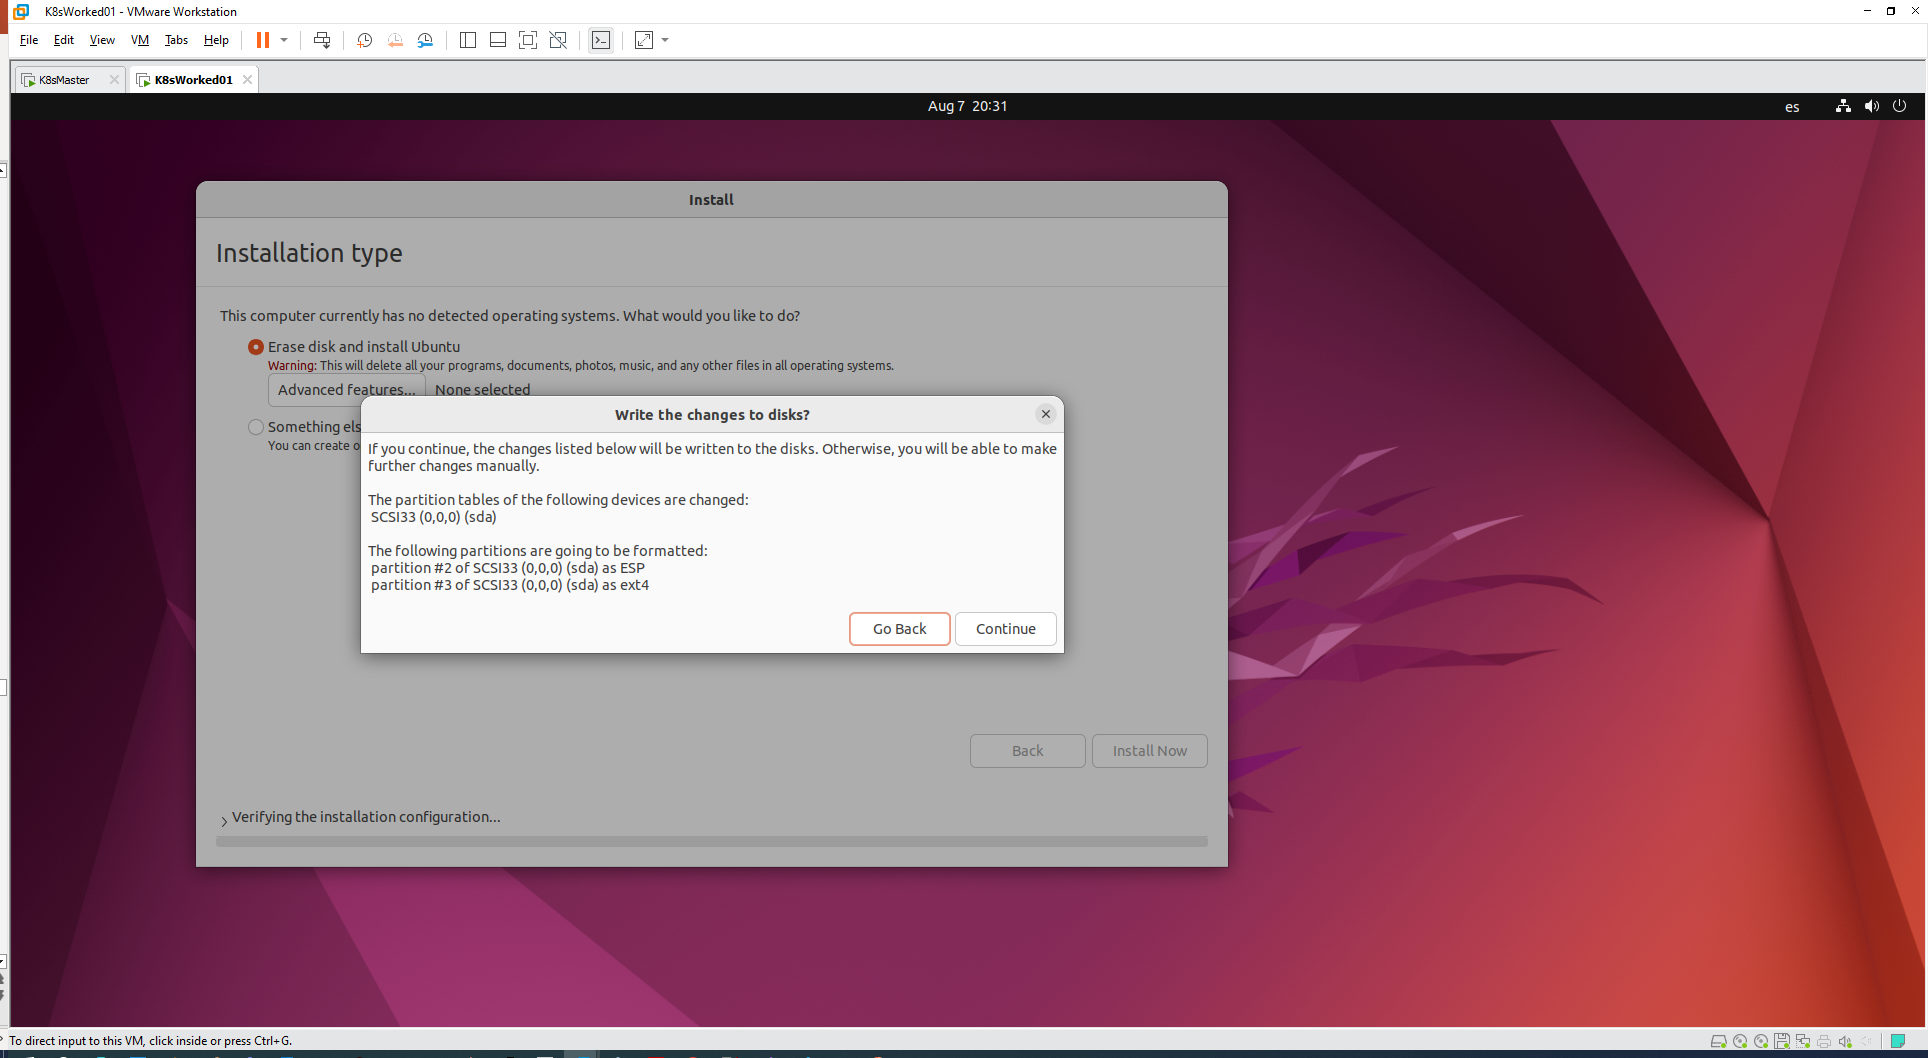 K8sWorked01 - VMware Workstation
File Edit View VM Tabs Help
K8sMaster K8sWorked01
Aug 7 20:31 es
Install
Installation type
This computer currently has no detected operating systems. What would you like to do?
Erase disk and install Ubuntu
Warning: This will delete all your programs, documents, photos, music, and any other files in all operating systems.
Advanced features... None selected
Something els
You can create o
Write the changes to disks?
If you continue, the changes listed below will be written to the disks. Otherwise, you will be able to make
further changes manually.
The partition tables of the following devices are changed:
SCSI33 (0,0,0) (sda)
The following partitions are going to be formatted:
partition #2 of SCSI33 (0,0,0) (sda) as ESP
partition #3 of SCSI33 (0,0,0) (sda) as ext4
Go Back Continue
Back Install Now
Verifying the installation configuration...
To direct input to this VM, click inside or press Ctrl+G.